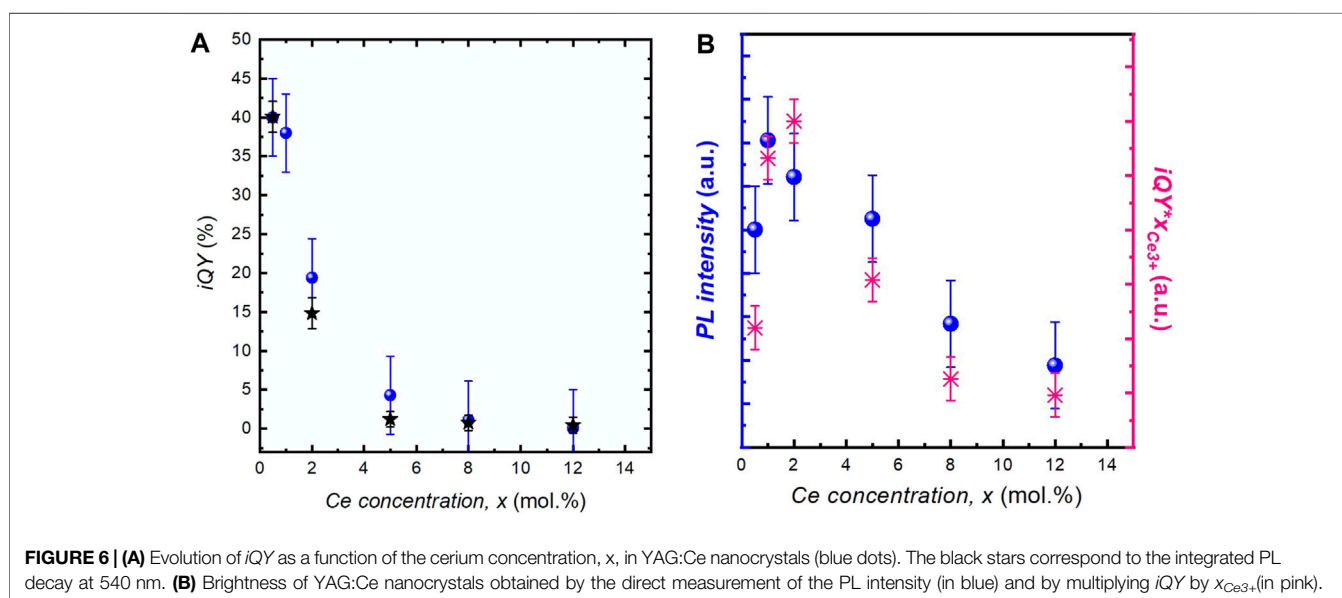 A
50
45
40
35
30
25
20
15
10
5
0
iQY (%)
0 2 4 6 8 10 12 14
Ce concentration, x (mol.%)
B
PL intensity (a.u.)
iQY*xCe3+ (a.u.)
0 2 4 6 8 10 12 14
Ce concentration, x (mol.%)
FIGURE 6 | (A) Evolution of iQY as a function of the cerium concentration, x, in YAG:Ce nanocrystals (blue dots). The black stars correspond to the integrated PL
decay at 540 nm. (B) Brightness of YAG:Ce nanocrystals obtained by the direct measurement of the PL intensity (in blue) and by multiplying iQY by xCe3+(in pink).